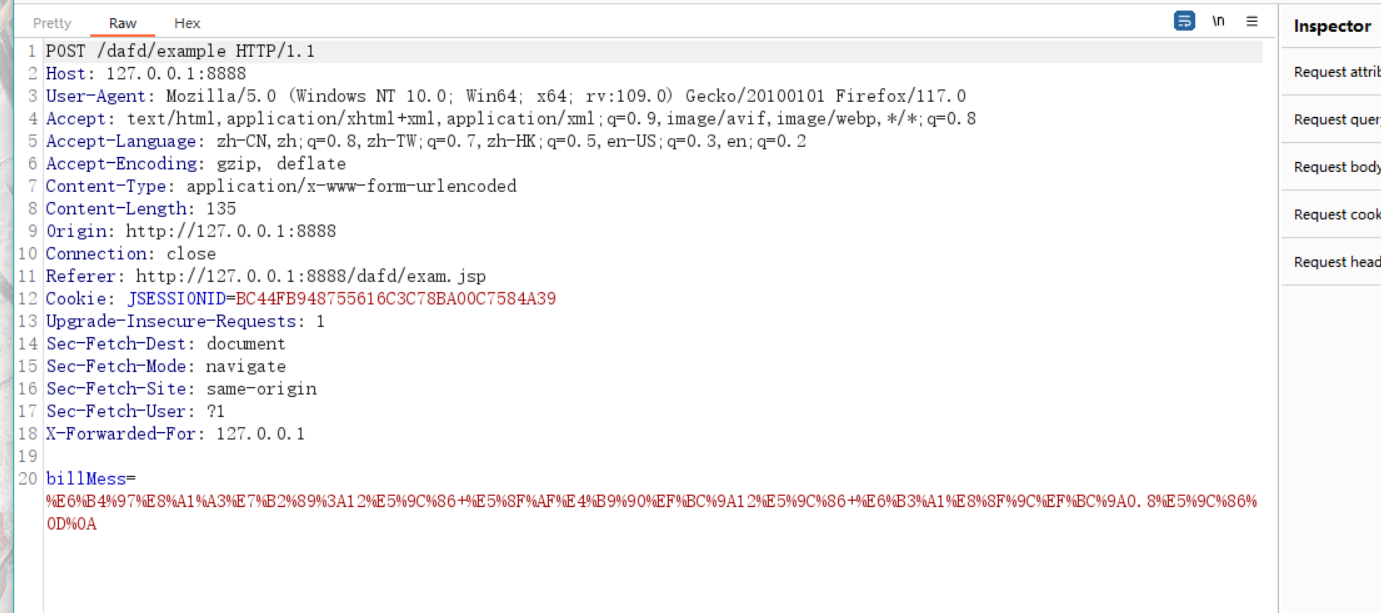 Pretty Raw Hex \n ☰
Inspector
1 POST /dafd/example HTTP/1.1
2 Host: 127.0.0.1:8888
3 User-Agent: Mozilla/5.0 (Windows NT 10.0; Win64; x64; rv:109.0) Gecko/20100101 Firefox/117.0
4 Accept: text/html,application/xhtml+xml,application/xml;q=0.9,image/avif,image/webp,*/*;q=0.8
5 Accept-Language: zh-CN,zh;q=0.8,zh-TW;q=0.7,zh-HK;q=0.5,en-US;q=0.3,en;q=0.2
6 Accept-Encoding: gzip, deflate
7 Content-Type: application/x-www-form-urlencoded
8 Content-Length: 135
9 Origin: http://127.0.0.1:8888
10 Connection: close
11 Referer: http://127.0.0.1:8888/dafd/exam.jsp
12 Cookie: JSESSIONID=BC44FB948755616C3C78BA00C7584A39
13 Upgrade-Insecure-Requests: 1
14 Sec-Fetch-Dest: document
15 Sec-Fetch-Mode: navigate
16 Sec-Fetch-Site: same-origin
17 Sec-Fetch-User: ?1
18 X-Forwarded-For: 127.0.0.1
19
20 billMess=
%E6%B4%97%E8%A1%A3%E7%B2%89%3A12%E5%9C%86+%E5%8F%AF%E4%B9%90%EF%BC%9A12%E5%9C%86+%E6%B3%A1%E8%8F%9C%EF%BC%9A0.8%E5%9C%86%
0D%0A
Request attrib
Request query
Request body
Request cook
Request head